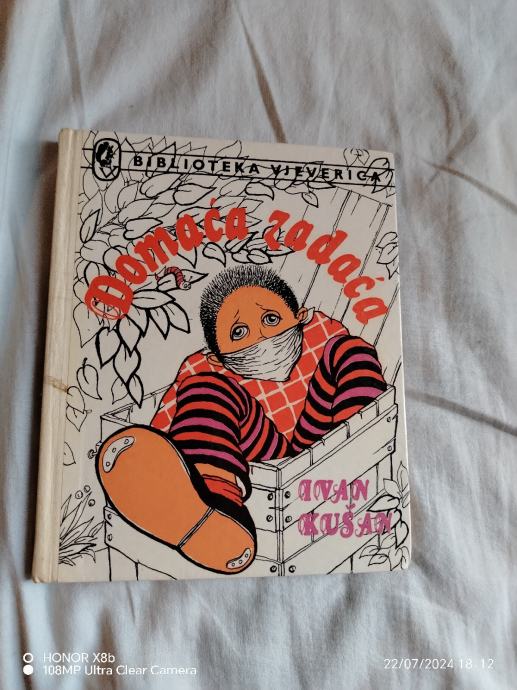 BIBLIOTEKA VJEVERICA
Domaća zadaća
IVAN
KUŠAN
HONOR X8b
108MP Ultra Clear Camera
22/07/2024 18:12